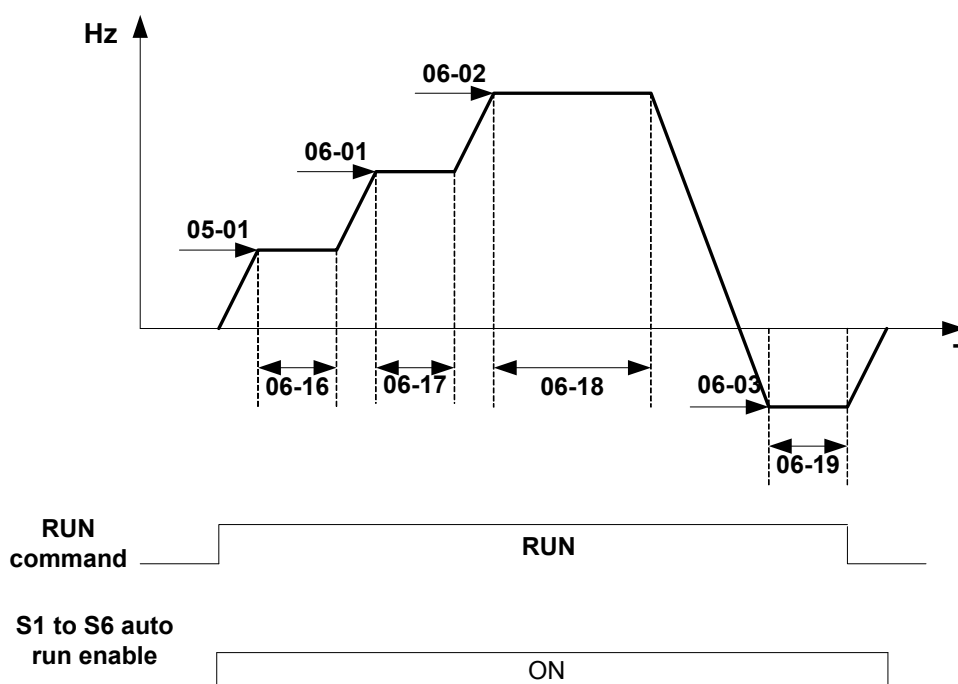 Hz
06-02
06-01
05-01
06-16
06-17
06-18
06-03
06-19
RUN
command
RUN
S1 to S6 auto
run enable
ON